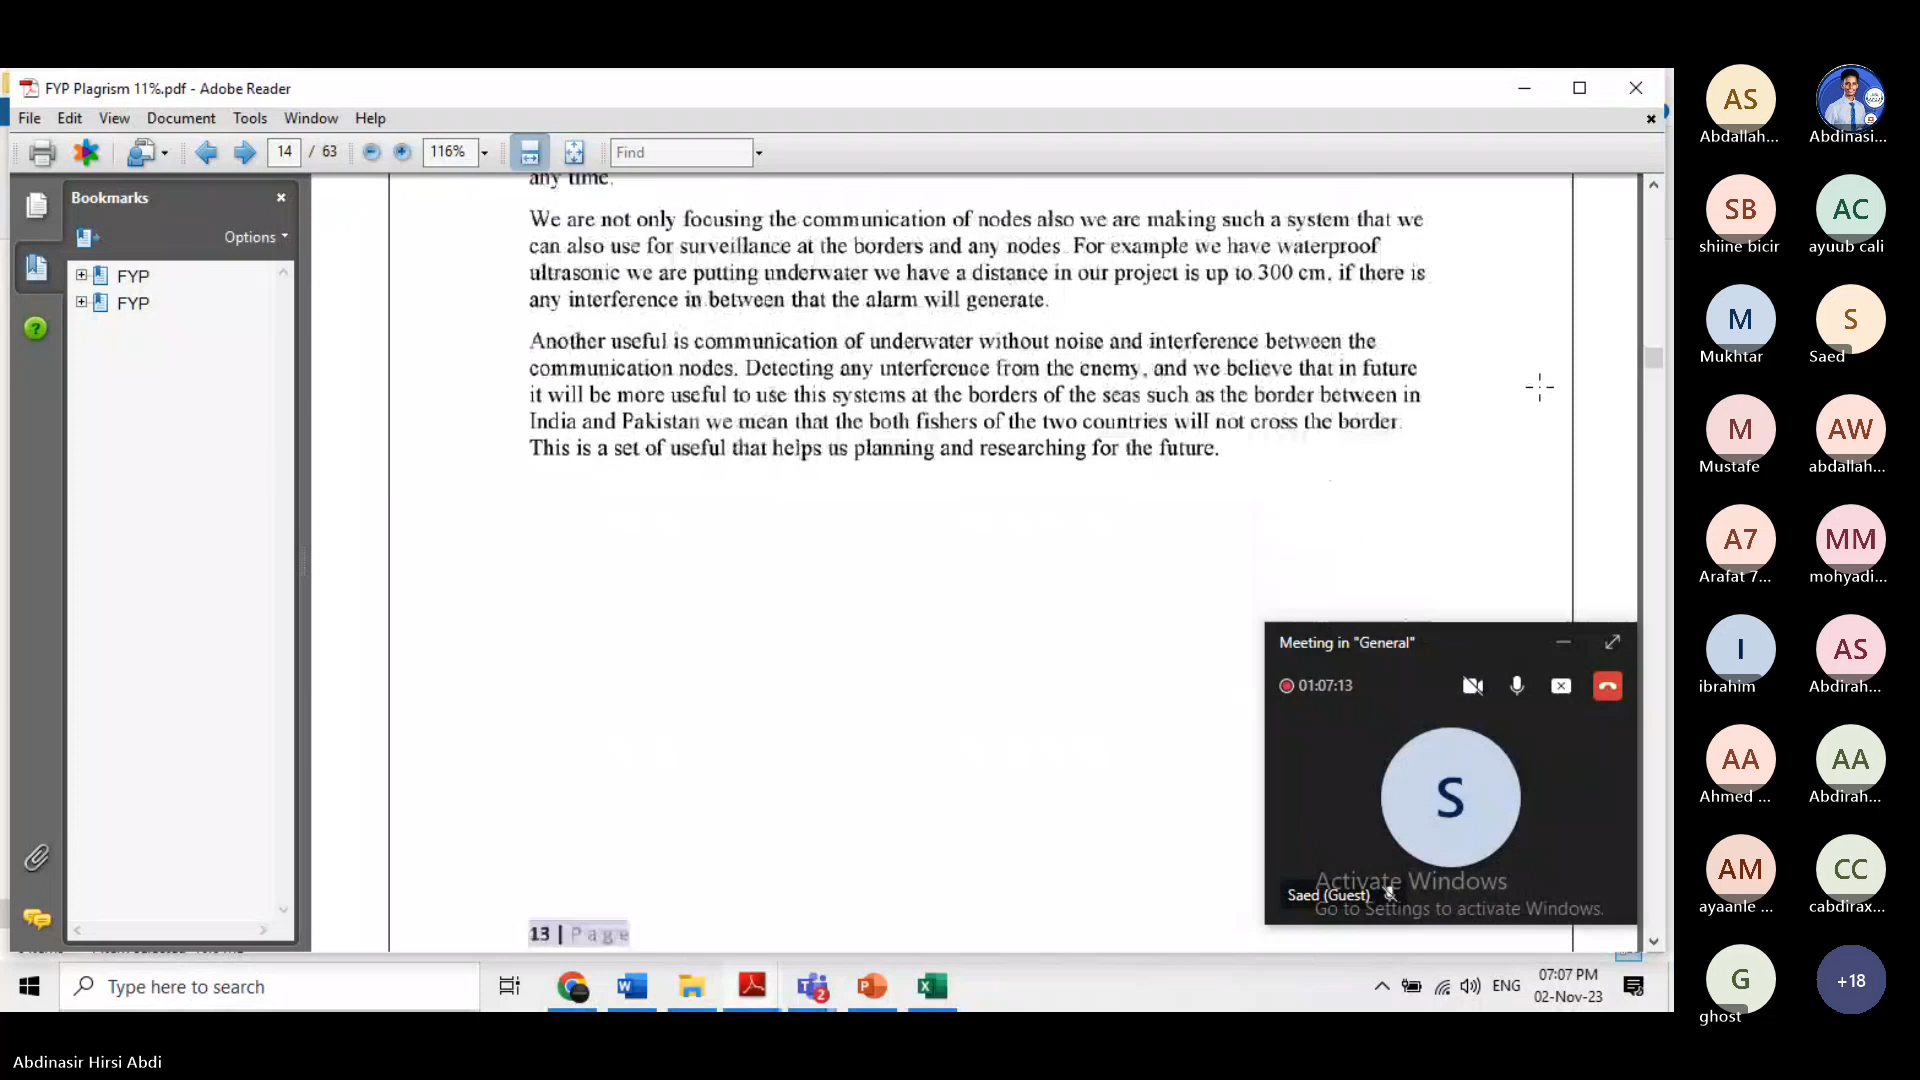 FYP Plagrism 11%.pdf - Adobe Reader
File Edit View Document Tools Window Help
14 / 63 116% Find
Bookmarks
Options
FYP
FYP
any time.
We are not only focusing the communication of nodes also we are making such a system that we
can also use for surveillance at the borders and any nodes. For example we have waterproof
ultrasonic we are putting underwater we have a distance in our project is up to 300 cm, if there is
any interference in between that the alarm will generate.
Another useful is communication of underwater without noise and interference between the
communication nodes. Detecting any interference from the enemy, and we believe that in future
it will be more useful to use this systems at the borders of the seas such as the border between in
India and Pakistan we mean that the both fishers of the two countries will not cross the border.
This is a set of useful that helps us planning and researching for the future.
13 | Page
Meeting in "General"
01:07:13
S
Saed (Guest)
Activate Windows
Go to Settings to activate Windows.
Type here to search
2
ENG
07:07 PM
02-Nov-23
AS
Abdallah...
Abdinasi...
SB
shiine bicir
AC
ayuub cali
M
Mukhtar
S
Saed
M
Mustafe
AW
abdallah...
A7
Arafat 7...
MM
mohyadi...
I
ibrahim
AS
Abdirah...
AA
Ahmed ...
AA
Abdirah...
AM
ayaanle ...
CC
cabdirax...
G
ghost
+18
Abdinasir Hirsi Abdi